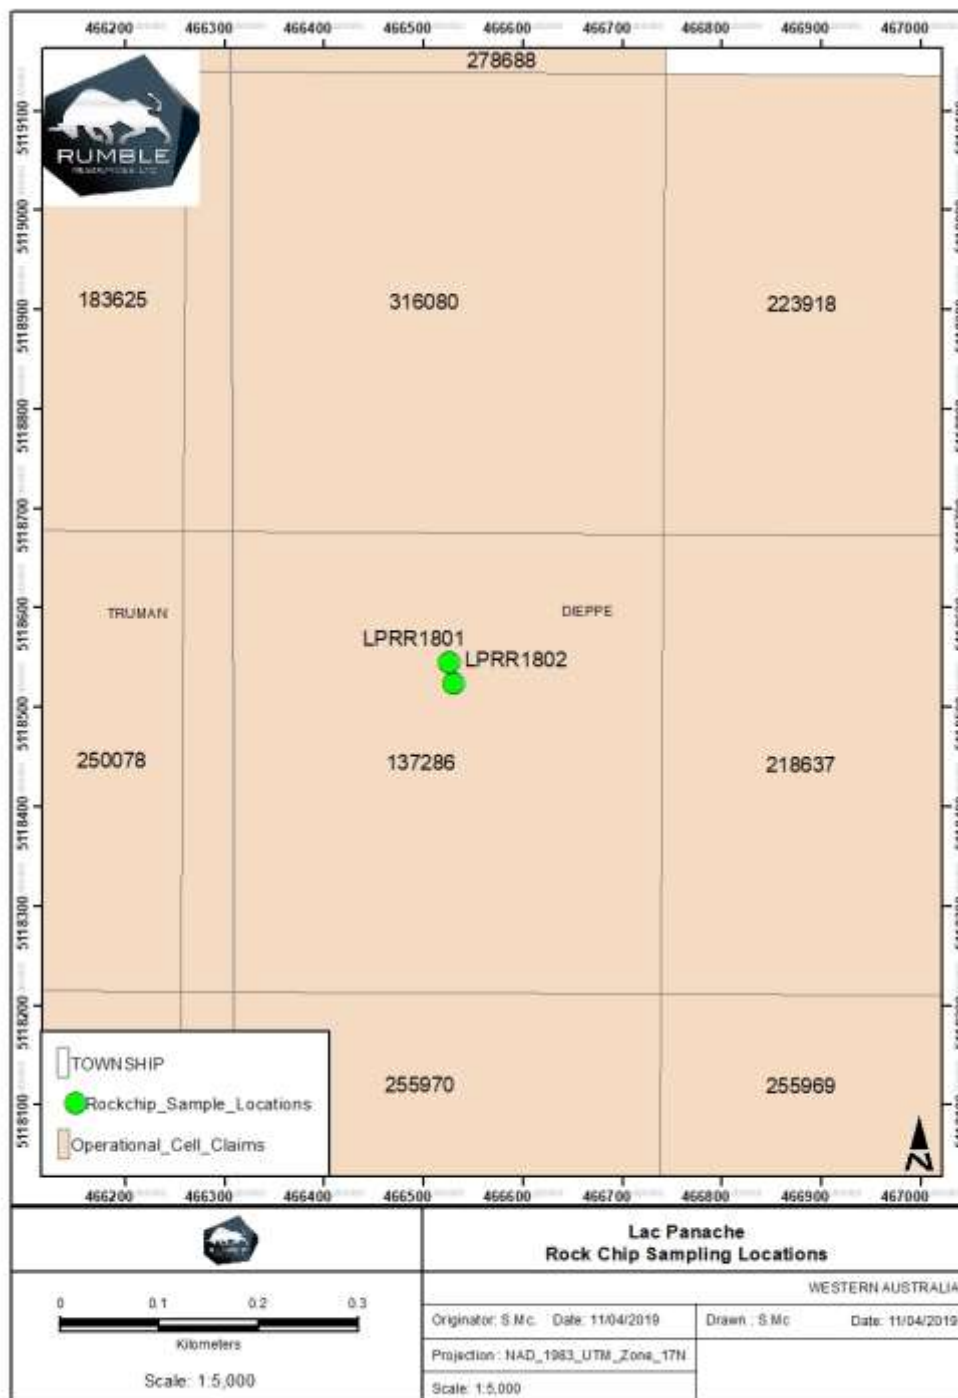 466200 466300 466400 466500 466600 466700 466800 466900 467000
278688
5119100
RUMBLE
RESOURCES LTD
5119000
183625 316080 223918
5118900
5118800
5118700
5118600
TRUMAN DIEPPE
LPRR1801
LPRR1802
5118500
250078 137286 218637
5118400
5118300
5118200
TOWNSHIP
Rockchip_Sample_Locations
Operational_Cell_Claims
255970 255969
5118100
N
466200 466300 466400 466500 466600 466700 466800 466900 467000
Lac Panache
Rock Chip Sampling Locations
WESTERN AUSTRALIA
0 0.1 0.2 0.3
Kilometers
Scale: 1:5,000
Originator: S.Mc. Date: 11/04/2019 Drawn : S.Mc Date: 11/04/2019
Projection : NAD_1983_UTM_Zone_17N
Scale: 1:5,000